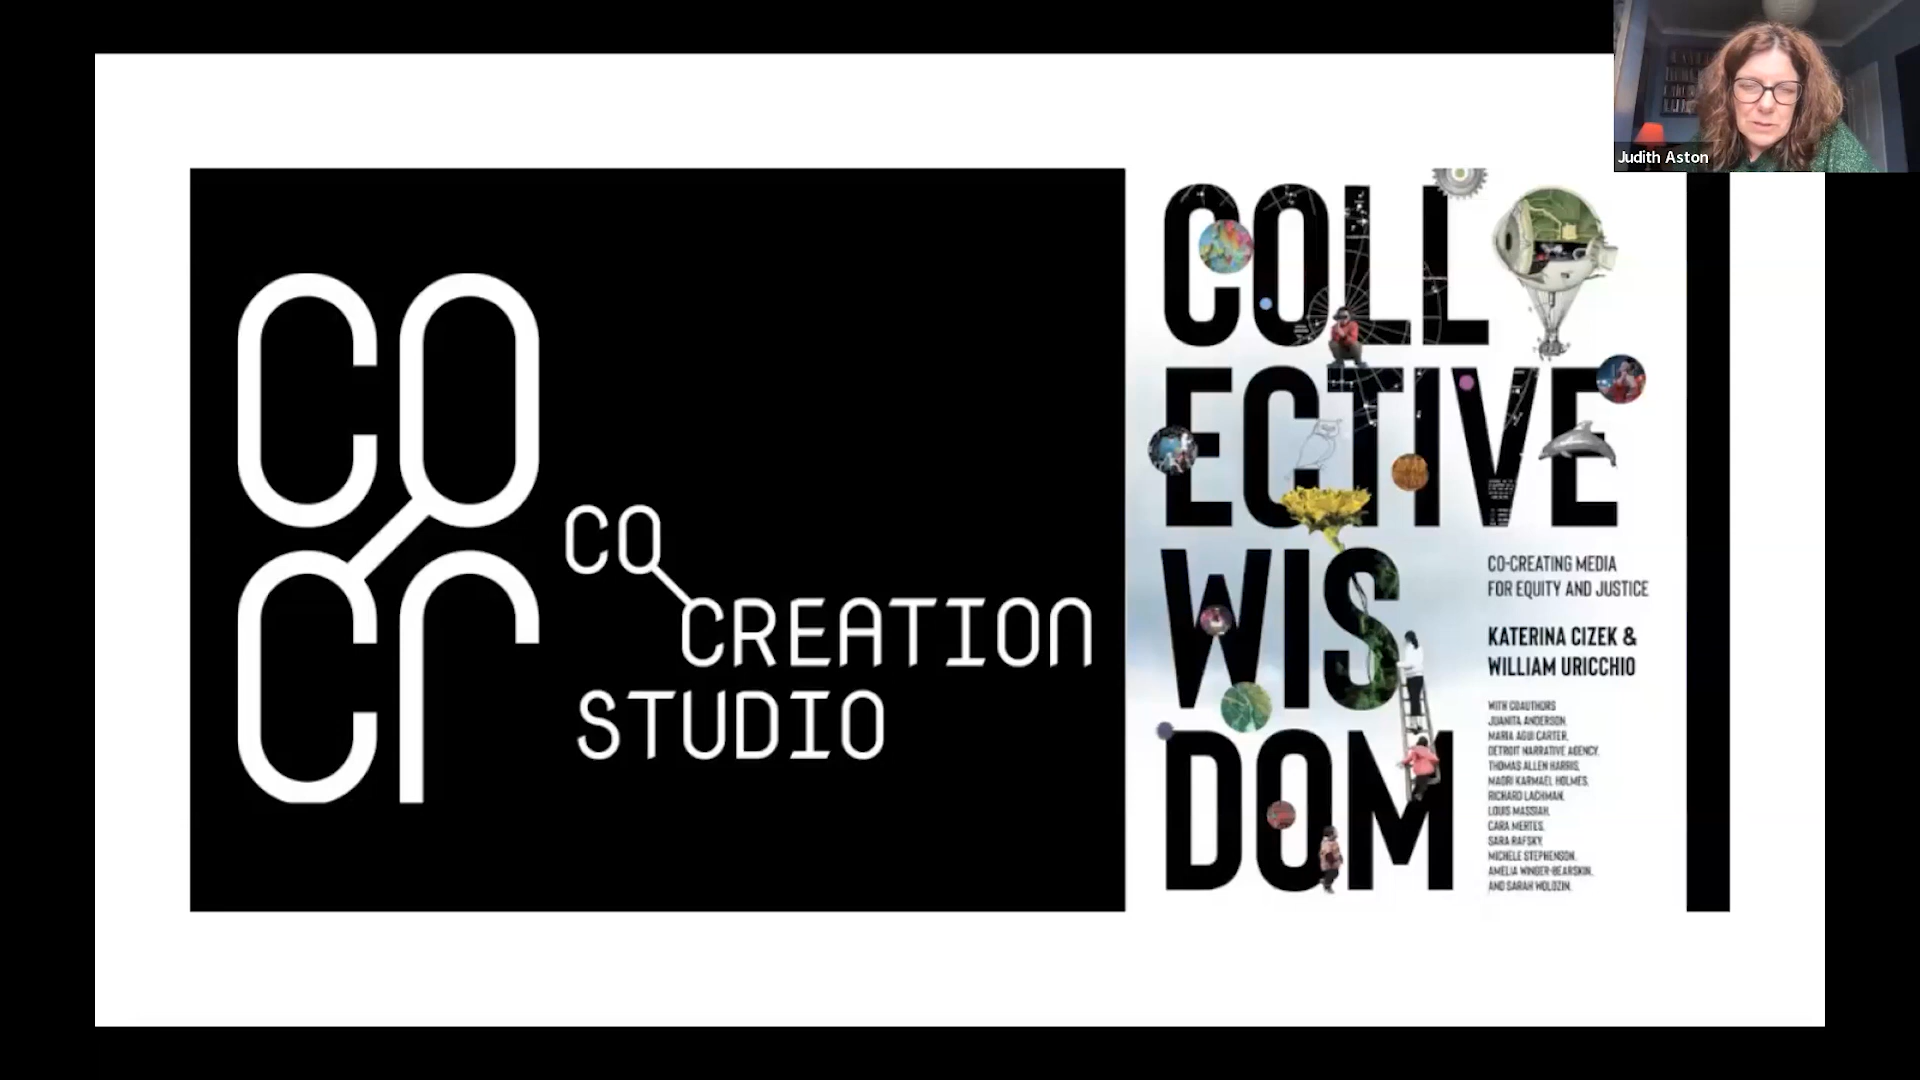 Judith Aston
CO
Cr
CO
CREATION
STUDIO
COLL
ECTIVE
WIS
DOM
CO-CREATING MEDIA
FOR EQUITY AND JUSTICE
KATERINA CIZEK &
WILLIAM URICCHIO
WITH COAUTHORS
JUANITA ANDERSON,
MARIA AGUI CARTER,
DETROIT NARRATIVE AGENCY,
THOMAS ALLEN HARRIS,
MAORI KARMAEL HOLMES,
RICHARD LACHMAN,
LOUIS MASSIAH,
CARA MERTES,
SARA RAFSKY,
MICHELE STEPHENSON,
AMELIA WINGER-BEARSKIN,
AND SARAH WOLOZIN.